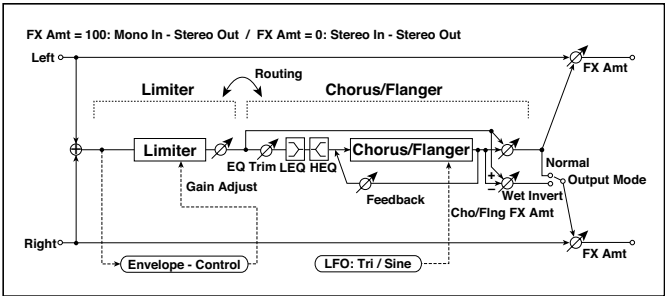 FX Amt = 100: Mono In - Stereo Out / FX Amt = 0: Stereo In - Stereo Out
Left
FX Amt
Routing
Limiter
Chorus/Flanger
Limiter
EQ Trim
LEQ
HEQ
Chorus/Flanger
Normal
Gain Adjust
Feedback
+
–
Wet Invert
Output Mode
Cho/Flng FX Amt
Right
FX Amt
Envelope - Control
LFO: Tri / Sine